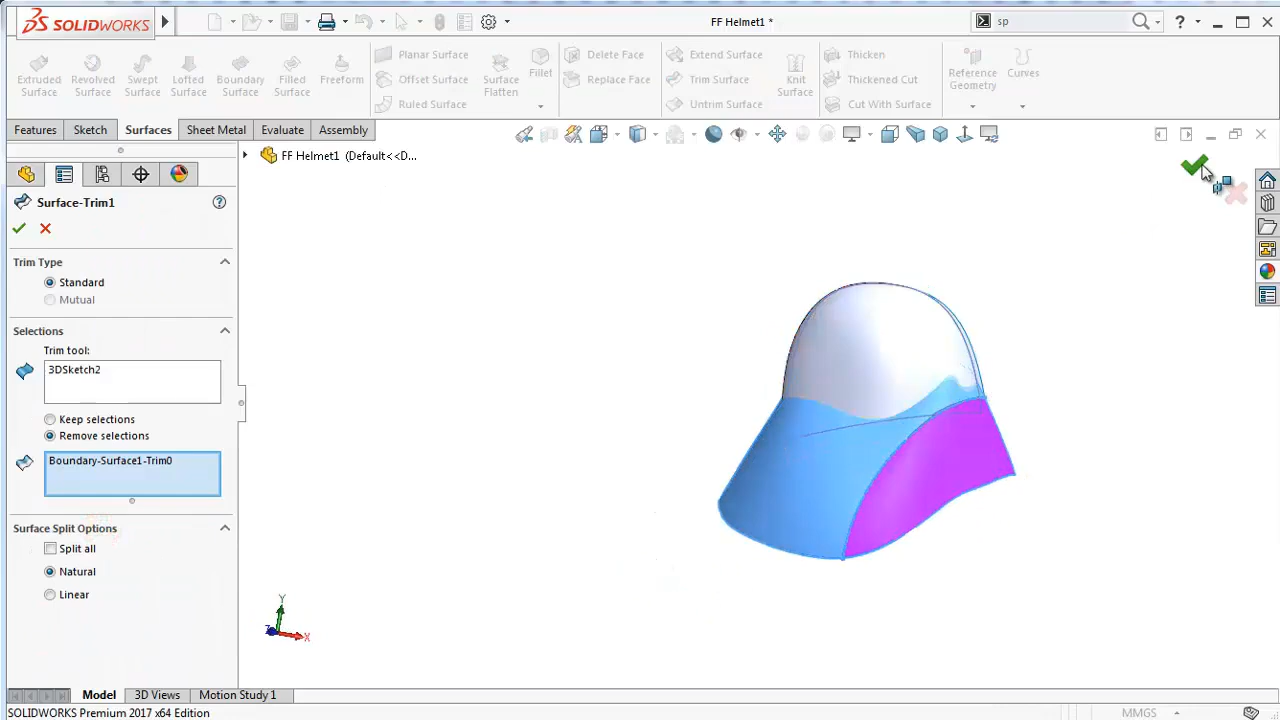 SOLIDWORKS
FF Helmet1 *
sp
Extruded Surface
Revolved Surface
Swept Surface
Lofted Surface
Boundary Surface
Filled Surface
Freeform
Planar Surface
Offset Surface
Ruled Surface
Surface Flatten
Fillet
Delete Face
Replace Face
Extend Surface
Trim Surface
Untrim Surface
Knit Surface
Thicken
Thickened Cut
Cut With Surface
Reference Geometry
Curves
Features
Sketch
Surfaces
Sheet Metal
Evaluate
Assembly
FF Helmet1 (Default<<D...
Surface-Trim1
Trim Type
Standard
Mutual
Selections
Trim tool:
3DSketch2
Keep selections
Remove selections
Boundary-Surface1-Trim0
Surface Split Options
Split all
Natural
Linear
Y
X
Z
Model
3D Views
Motion Study 1
SOLIDWORKS Premium 2017 x64 Edition
MMGS